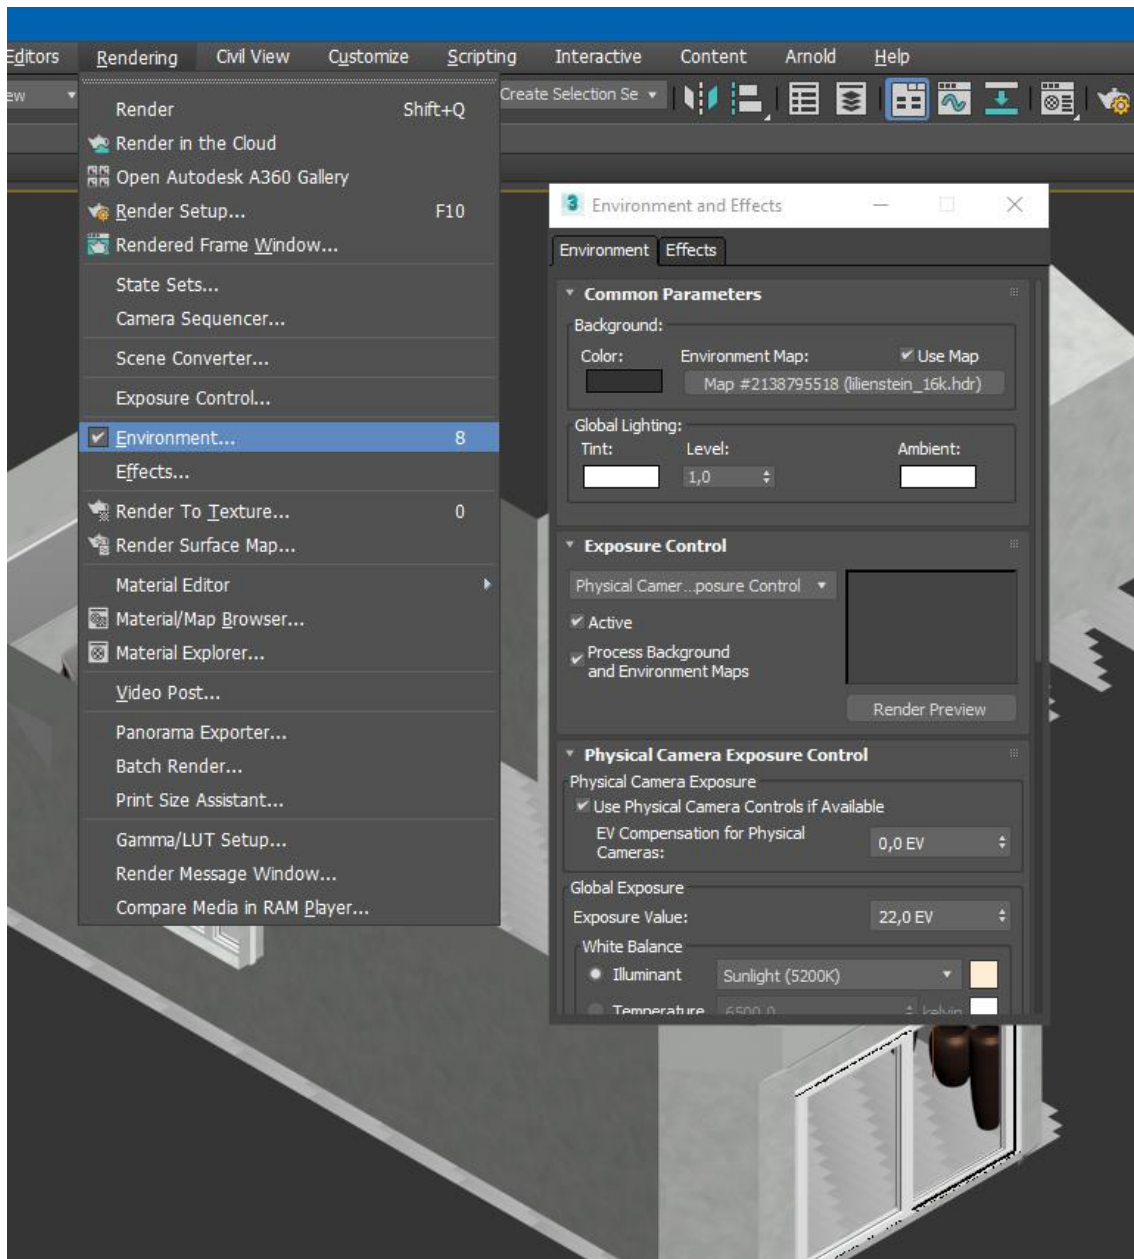 Editors Rendering Civil View Customize Scripting Interactive Content Arnold Help
Create Selection Se
Render Shift+Q
Render in the Cloud
Open Autodesk A360 Gallery
Render Setup... F10
Rendered Frame Window...
State Sets...
Camera Sequencer...
Scene Converter...
Exposure Control...
Environment... 8
Effects...
Render To Texture... 0
Render Surface Map...
Material Editor
Material/Map Browser...
Material Explorer...
Video Post...
Panorama Exporter...
Batch Render...
Print Size Assistant...
Gamma/LUT Setup...
Render Message Window...
Compare Media in RAM Player...
3 Environment and Effects
Environment Effects
Common Parameters
Background:
Color: Environment Map: Use Map
Map #2138795518 (lilienstein_16k.hdr)
Global Lighting:
Tint: Level: Ambient:
1,0
Exposure Control
Physical Camer...posure Control
Active
Process Background
and Environment Maps
Render Preview
Physical Camera Exposure Control
Physical Camera Exposure
Use Physical Camera Controls if Available
EV Compensation for Physical
Cameras: 0,0 EV
Global Exposure
Exposure Value: 22,0 EV
White Balance
Illuminant Sunlight (5200K)
Temperature 6500,0 kelvin